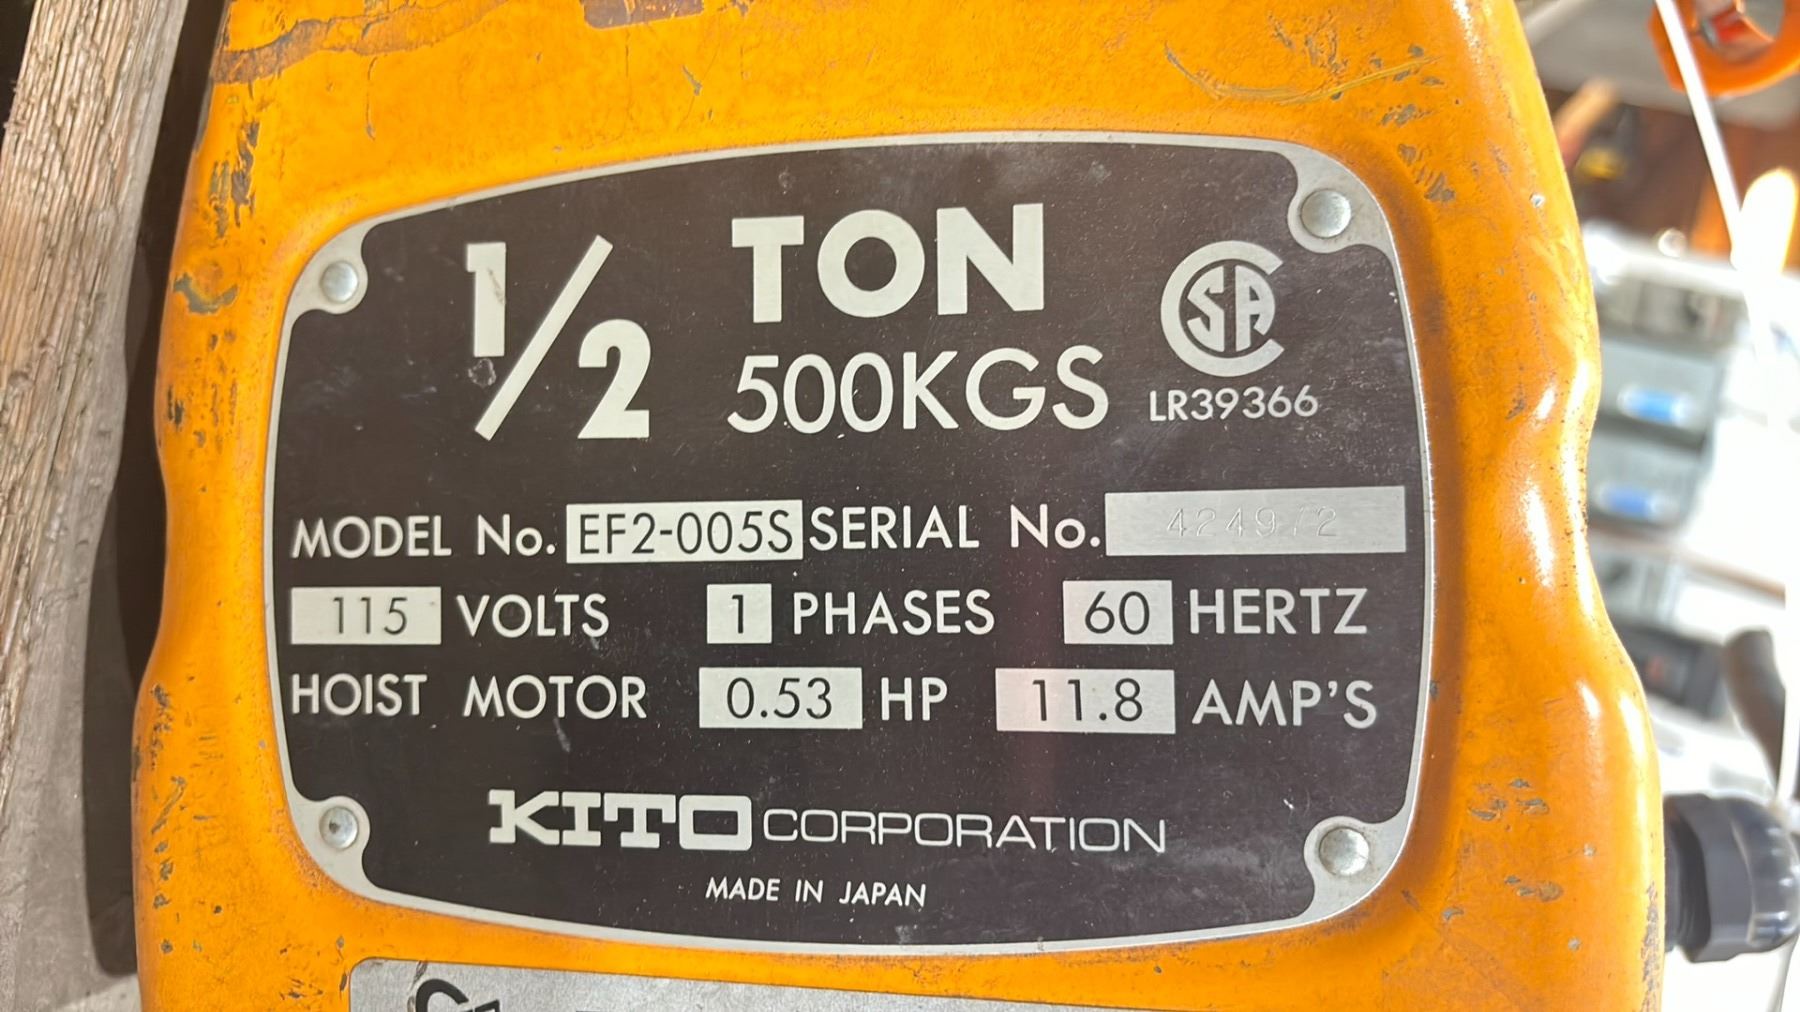 1/2 TON
500KGS
CSA
LR39366
MODEL No. EF2-005S SERIAL No.
115 VOLTS 1 PHASES 60 HERTZ
HOIST MOTOR 0.53 HP 11.8 AMP'S
KITO CORPORATION
MADE IN JAPAN